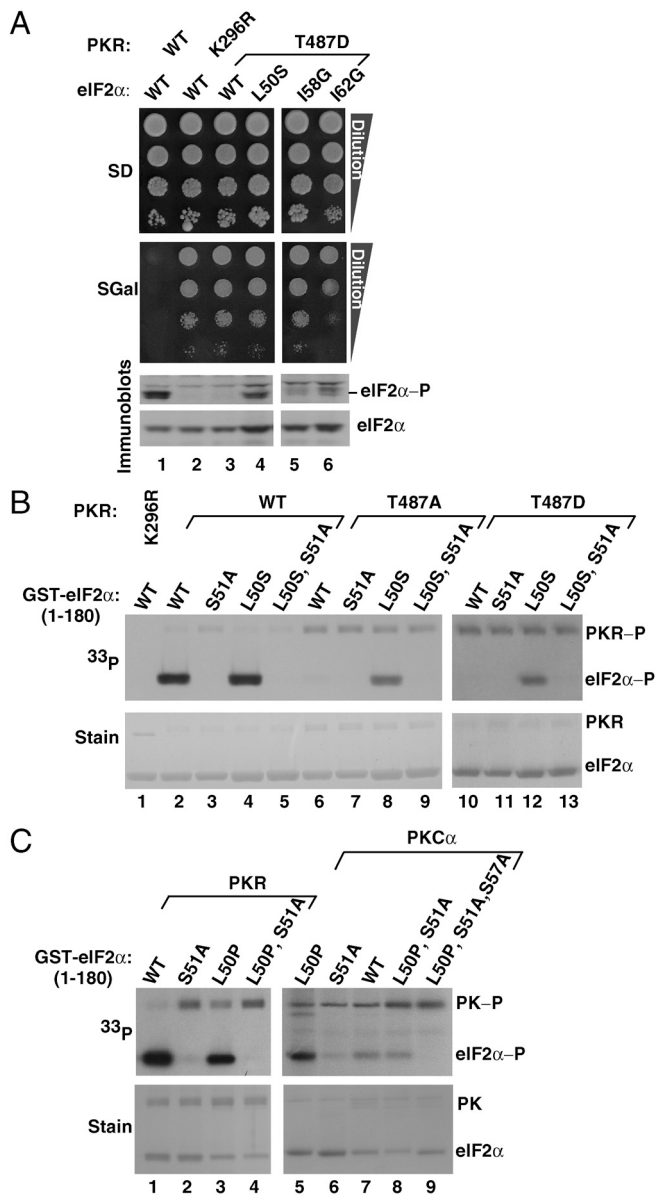 A
PKR: WT K296R T487D
eIF2α: WT WT WT L50S I58G I62G
SD
Dilution
SGal
Dilution
Immunoblots
eIF2α–P
eIF2α
1 2 3 4 5 6
B
PKR: K296R WT T487A T487D
GST-eIF2α: (1-180) WT WT S51A L50S L50S, S51A WT S51A L50S L50S, S51A WT S51A L50S L50S, S51A
33P
PKR–P
eIF2α–P
Stain
PKR
eIF2α
1 2 3 4 5 6 7 8 9 10 11 12 13
C
PKCα
PKR
GST-eIF2α: (1-180) WT S51A L50P L50P, S51A L50P S51A WT L50P, S51A L50P, S51A,S57A
33P
PK–P
eIF2α–P
Stain
PK
eIF2α
1 2 3 4 5 6 7 8 9